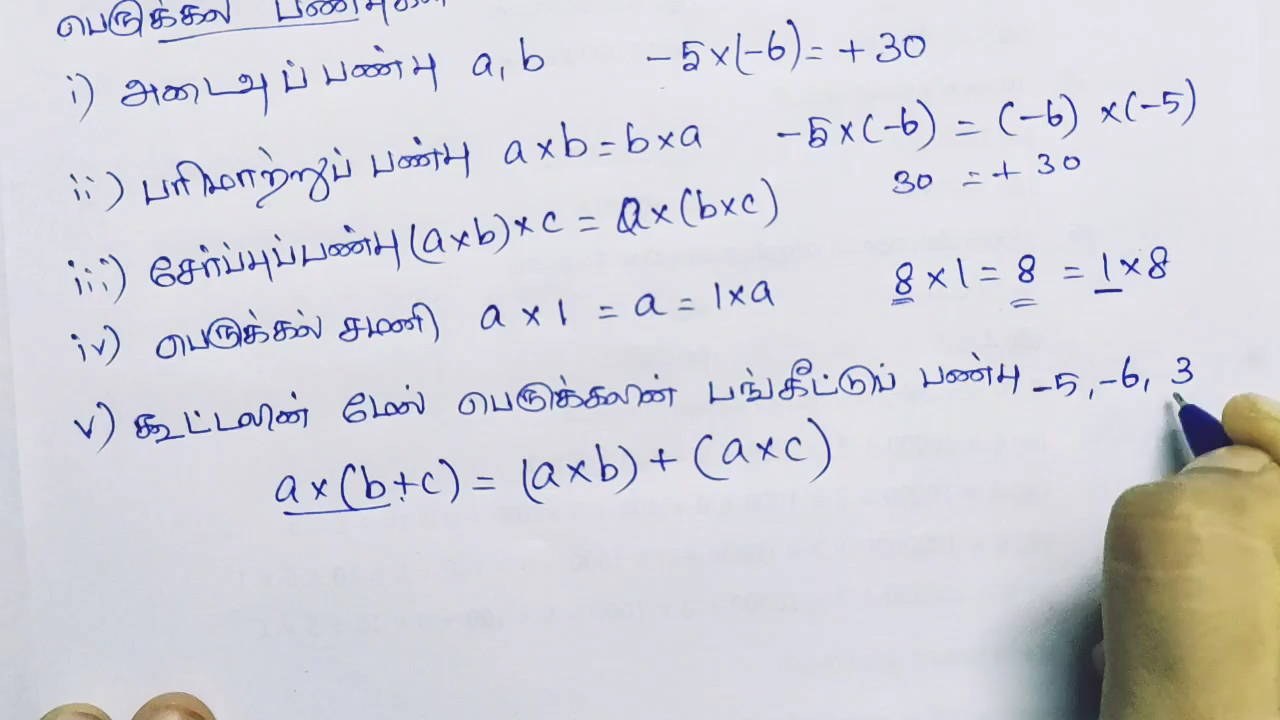 பெருக்கல் பண்புகள்
i) அடைவுப் பண்பு a, b -5×(-6)= +30
ii) பரிமாற்றுப் பண்பு a×b=b×a -5×(-6) = (-6) ×(-5)
30 = + 30
iii) சேர்ப்புப்பண்பு (a×b)×c = a×(b×c)
iv) பெருக்கல் சமனி a×1 = a = 1×a 8×1= 8 = 1×8
v) கூட்டலின் மேல் பெருக்கலின் பங்கீட்டுப் பண்பு -5, -6, 3
a×(b+c) = (a×b) + (a×c)